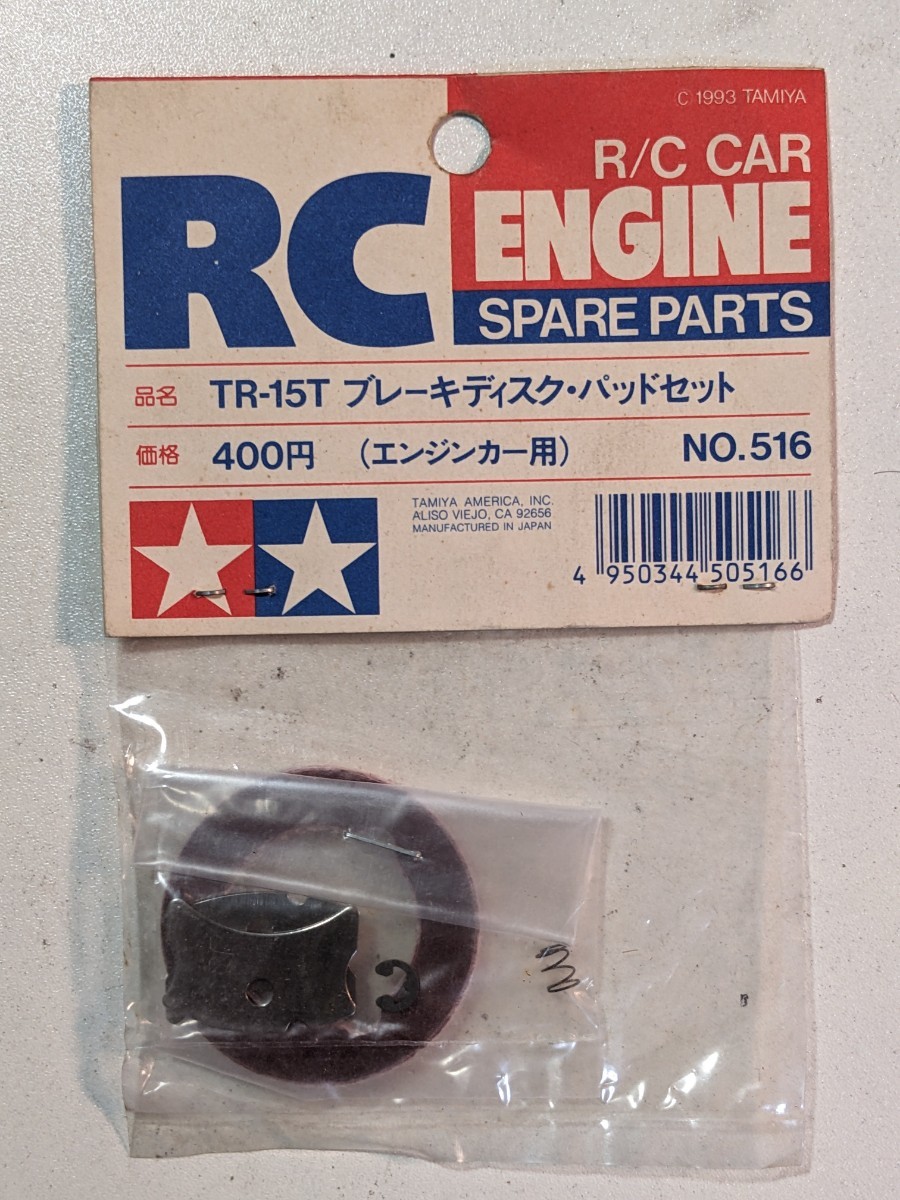 © 1993 TAMIYA
RC
R/C CAR
ENGINE
SPARE PARTS
品名 TR-15T ブレーキディスク・パッドセット
価格 400円 (エンジンカー用) NO.516
TAMIYA AMERICA, INC.
ALISO VIEJO, CA 92656
MANUFACTURED IN JAPAN
4 950344 505166
3